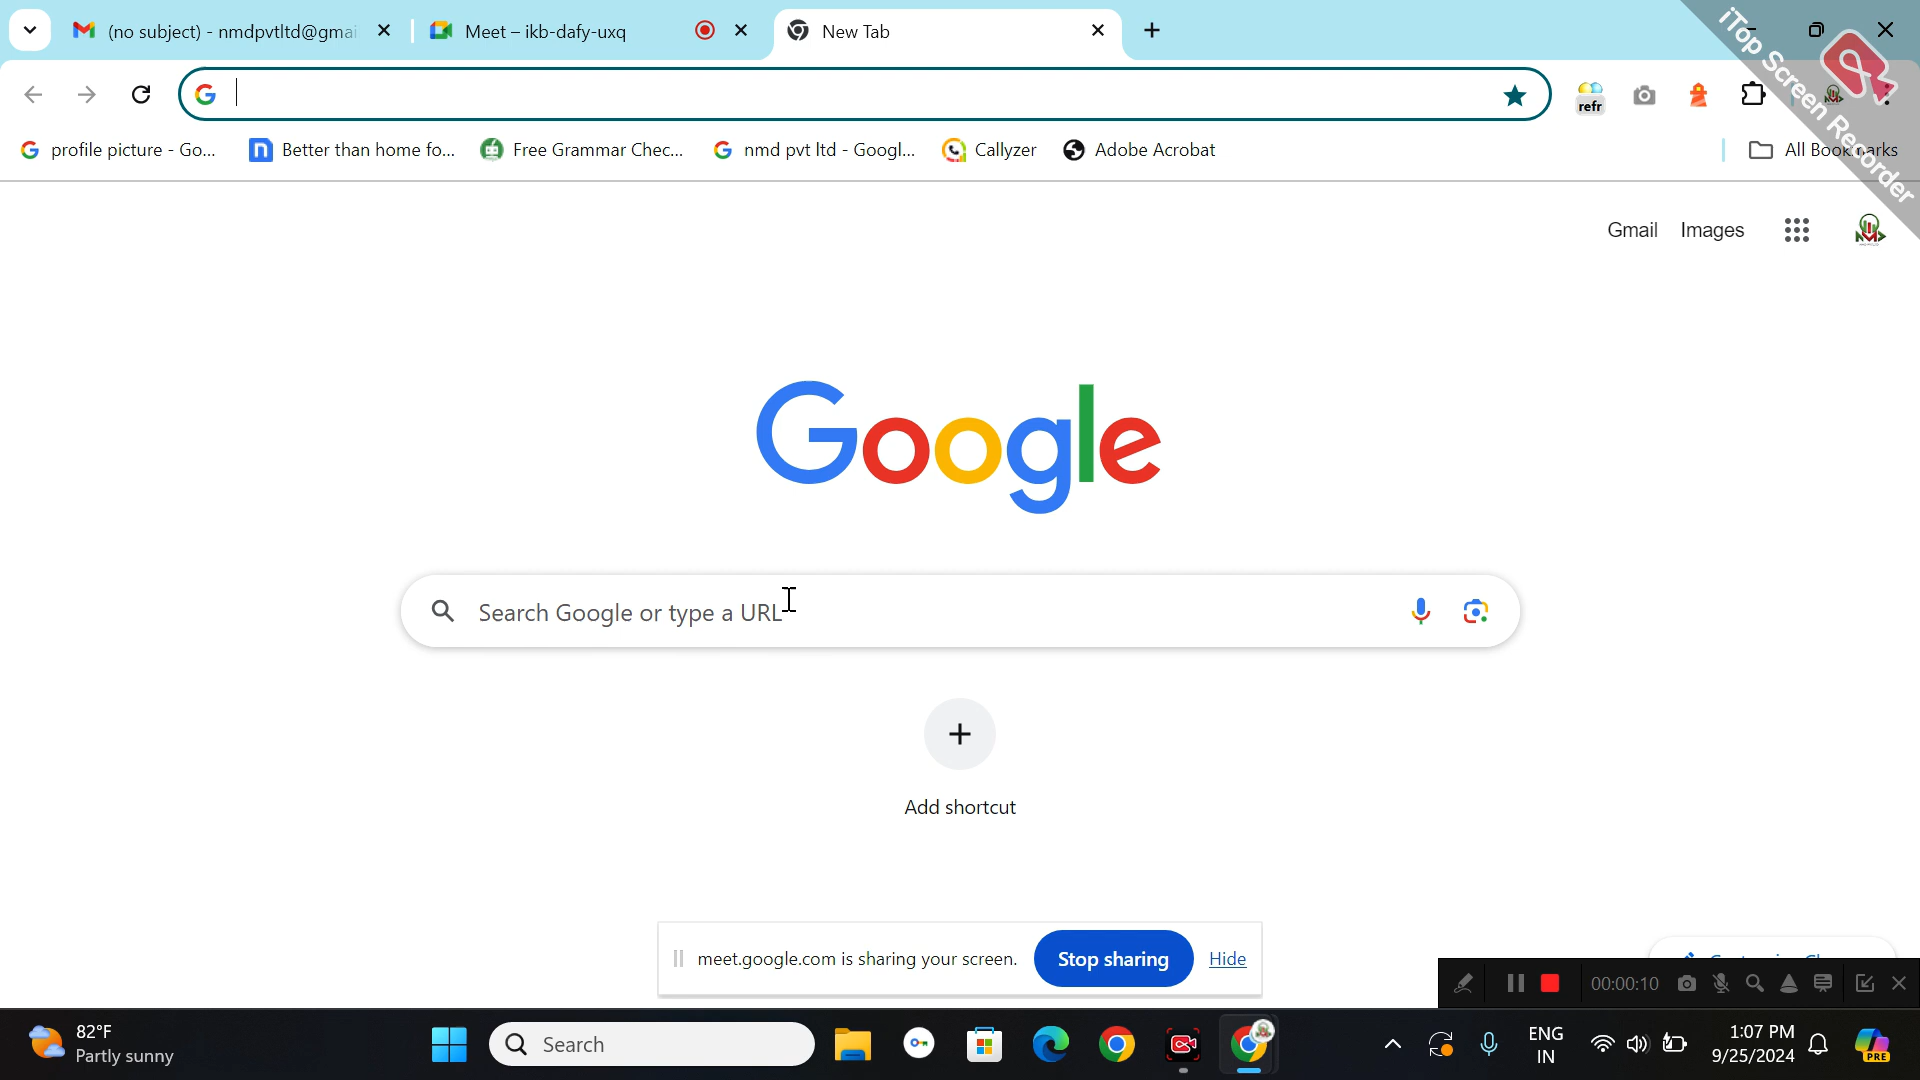 (no subject) - nmdpvtltd@gmai
Meet – ikb-dafy-uxq
New Tab
iTop Screen Recorder
refr
profile picture - Go...
Better than home fo...
Free Grammar Chec...
nmd pvt ltd - Googl...
Callyzer
Adobe Acrobat
All Bookmarks
Gmail
Images
Google
Search Google or type a URL
Add shortcut
meet.google.com is sharing your screen.
Stop sharing
Hide
00:00:10
82°F
Partly sunny
Search
ENG
IN
1:07 PM
9/25/2024
PRE